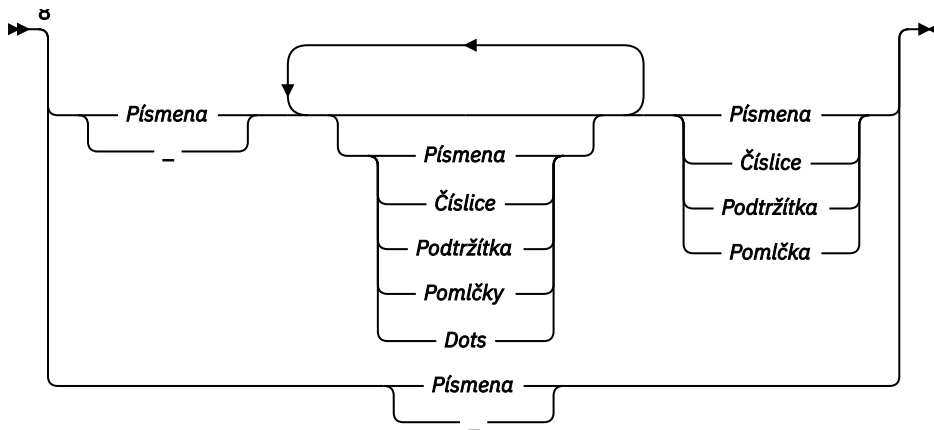 8
Písmena Písmena
_ Písmena Číslice
Číslice Podtržítka
Podtržítka Pomlčka
Pomlčky
Dots
Písmena
_